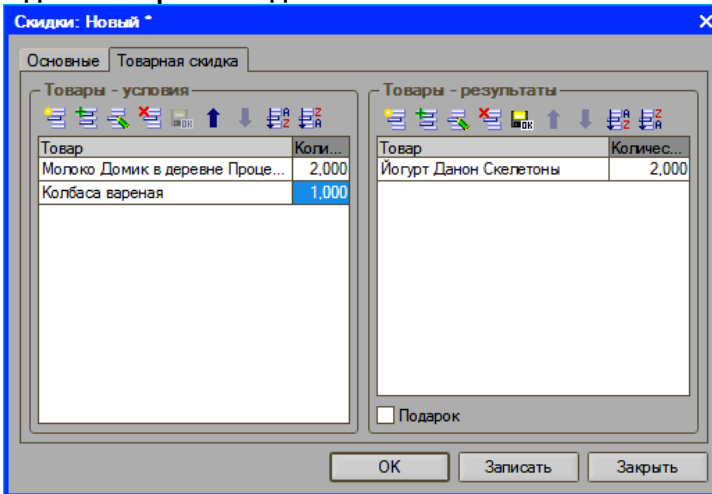 Скидки: Новый *
Основные Товарная скидка
Товары - условия
Товар Коли...
Молоко Домик в деревне Проце... 2,000
Колбаса вареная 1,000
Товары - результаты
Товар Количес...
Йогурт Данон Скелетоны 2,000
Подарок
OK Записать Закрыть